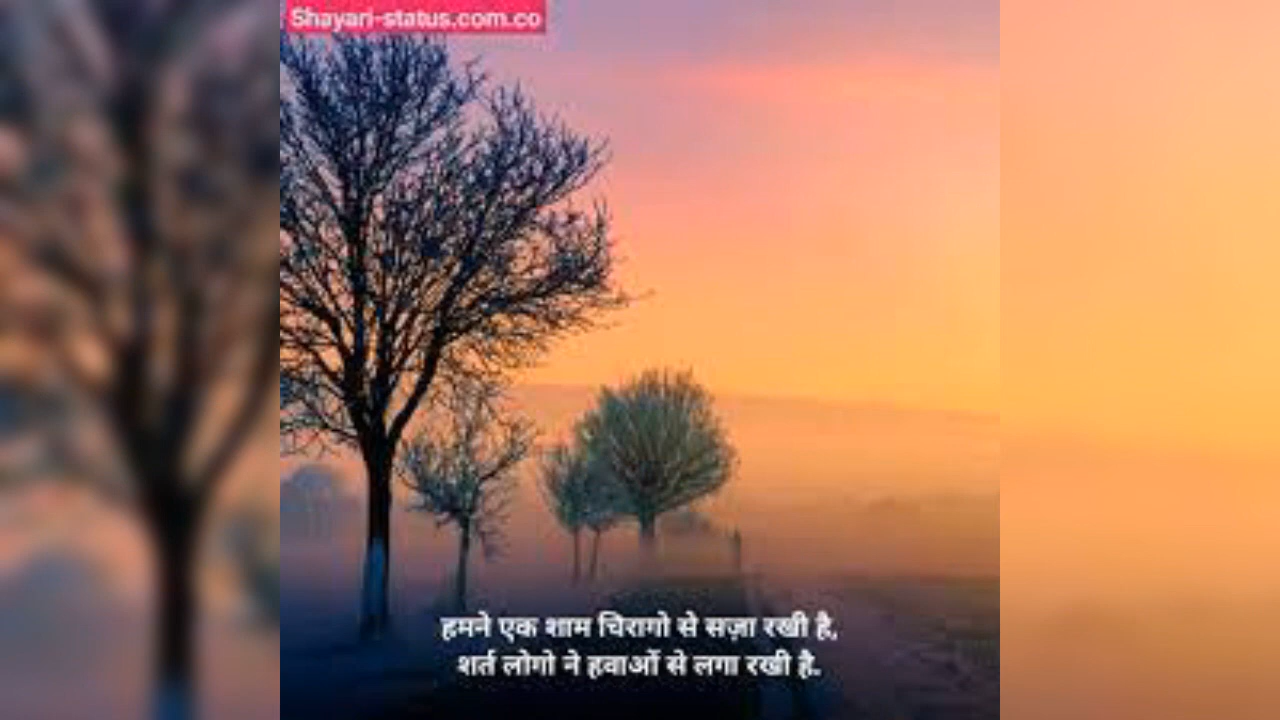 Shayari-status.com.co
हमने एक शाम चिरागो से सज़ा रखी है,
शर्त लोगो ने हवाओं से लगा रखी है.